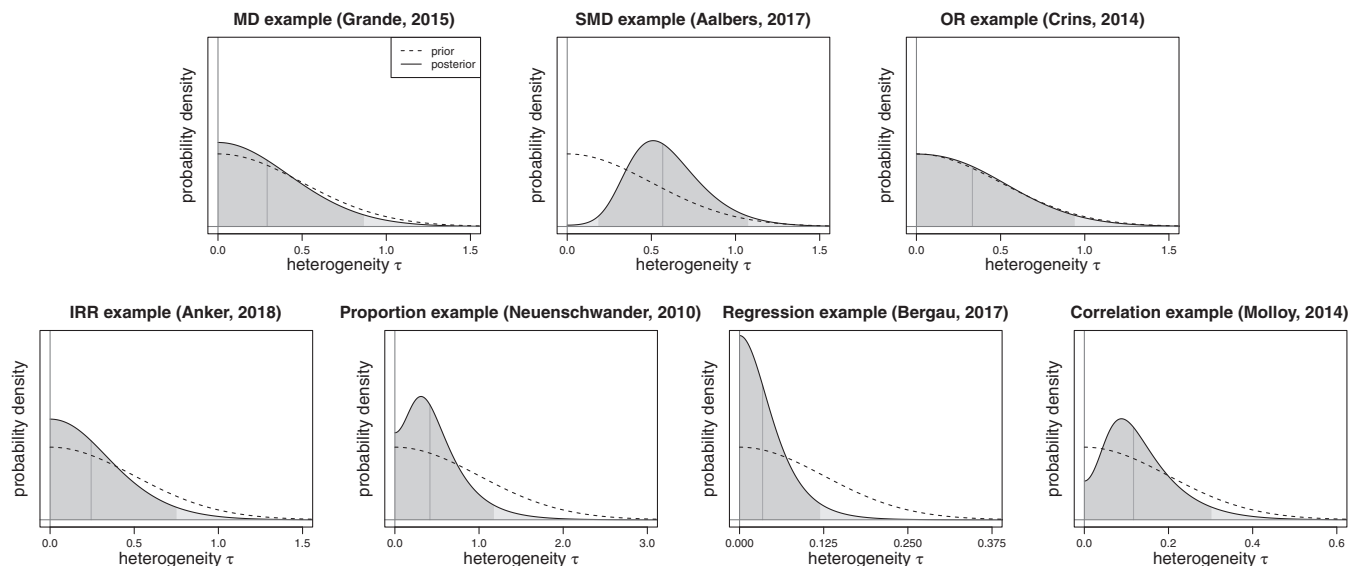 MD example (Grande, 2015)
SMD example (Aalbers, 2017)
OR example (Crins, 2014)
prior
posterior
probability density
probability density
probability density
0.0 0.5 1.0 1.5
0.0 0.5 1.0 1.5
0.0 0.5 1.0 1.5
heterogeneity τ
heterogeneity τ
heterogeneity τ
IRR example (Anker, 2018)
Proportion example (Neuenschwander, 2010)
Regression example (Bergau, 2017)
Correlation example (Molloy, 2014)
probability density
probability density
probability density
probability density
0.0 0.5 1.0 1.5
0.0 1.0 2.0 3.0
0.000 0.125 0.250 0.375
0.0 0.2 0.4 0.6
heterogeneity τ
heterogeneity τ
heterogeneity τ
heterogeneity τ